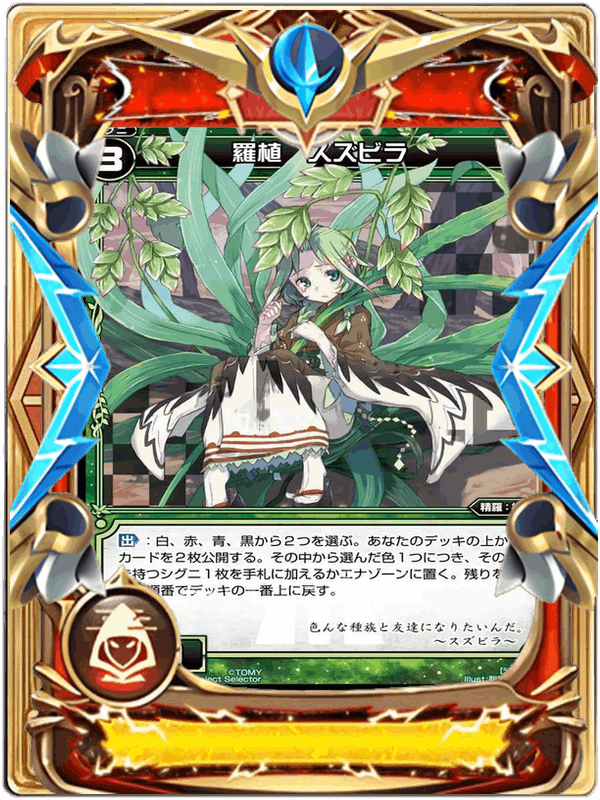 3
羅植 スズビラ
精羅:
出:白、赤、青、黒から2つを選ぶ。あなたのデッキの上か
カードを2枚公開する。その中から選んだ色1つにつき、その
持つシグニ1枚を手札に加えるかエナゾーンに置く。残りを
順番でデッキの一番上に戻す。
色んな種族と友達になりたいんだ。
～スズビラ～
©TOMY
Selector
Illust: